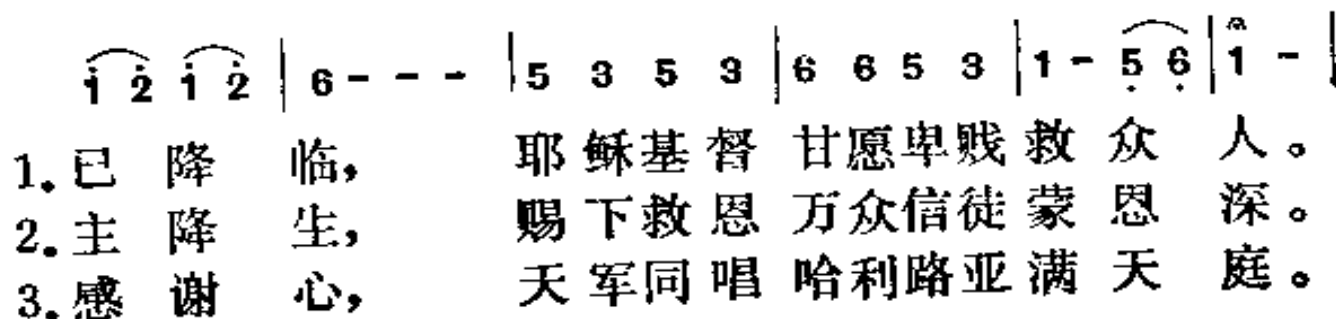 i̇ 2̇ i̇ 2̇ | 6 - - - | 5 3 5 3 | 6 6 5 3 | 1 - 5̣ 6̣ | 1 -
1.已降临，耶稣基督甘愿卑贱救众人。
2.主降生，赐下救恩万众信徒蒙恩深。
3.感谢心，天军同唱哈利路亚满天庭。